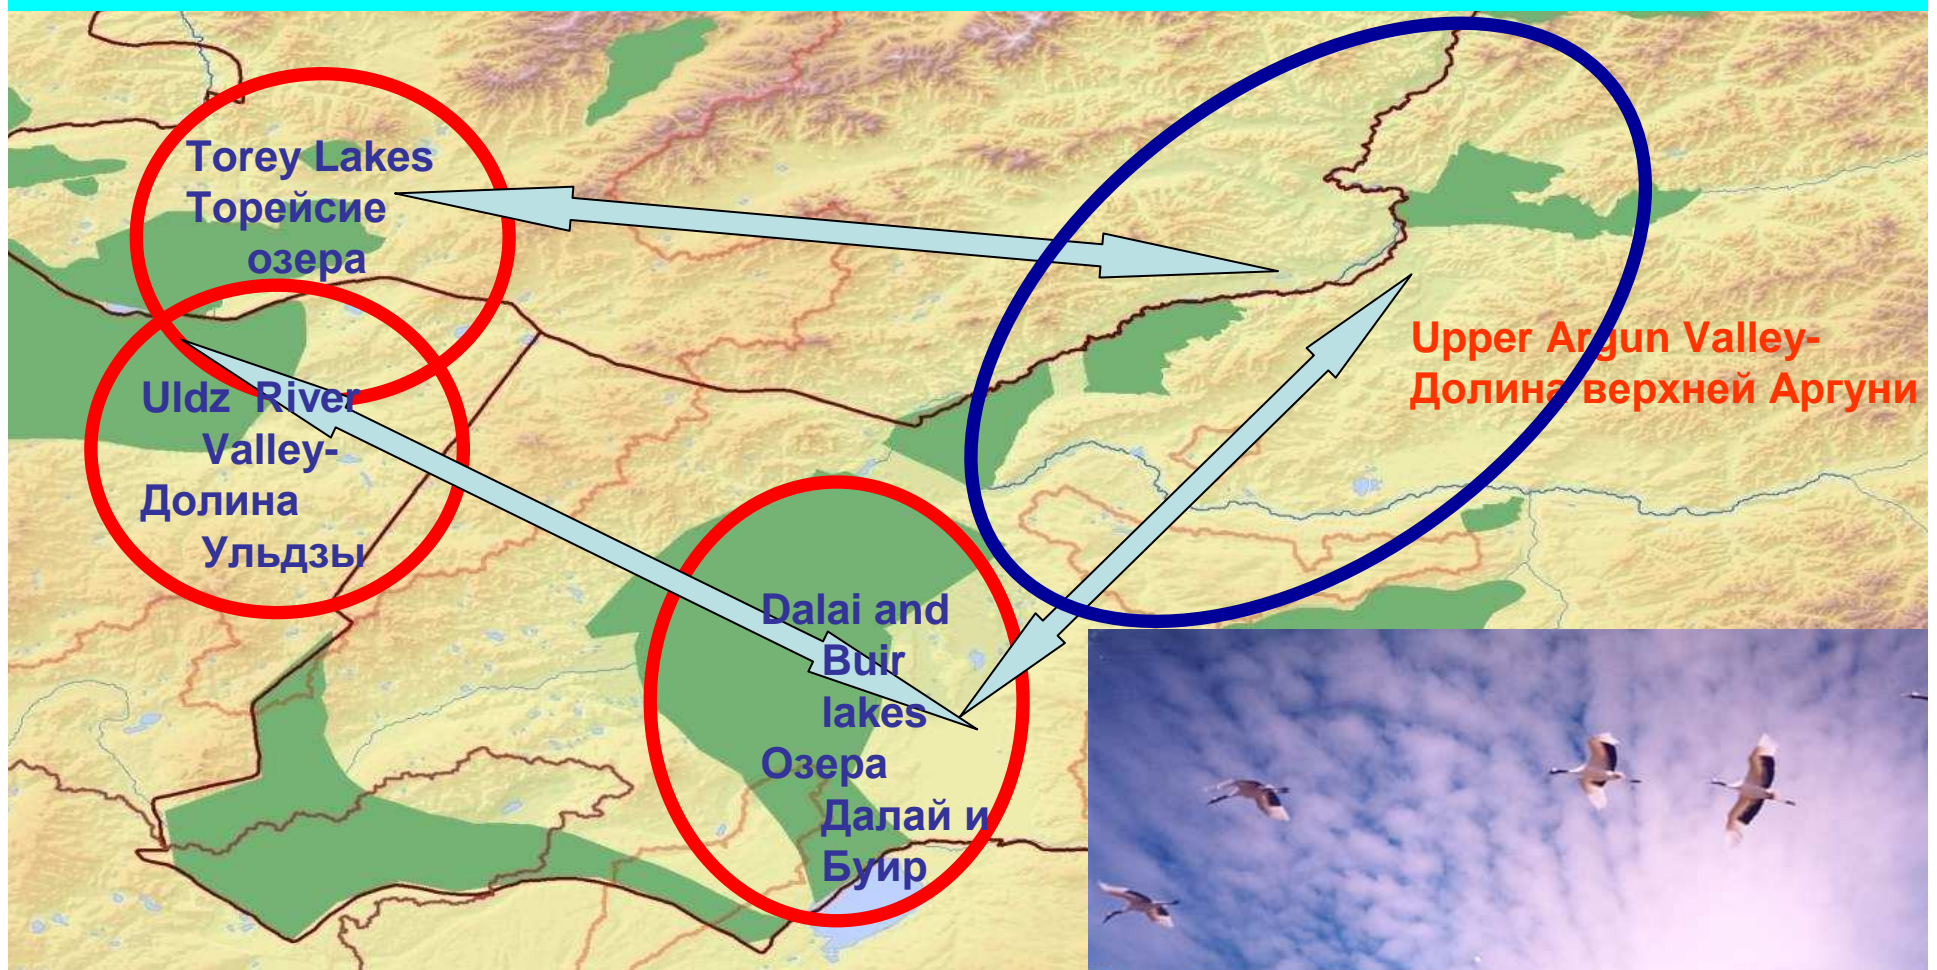 Torey Lakes
Торейсие
озера
Uldz River
Valley-
Долина
Ульдзы
Dalai and
Buir
lakes
Озера
Далай и
Буир
Upper Argun Valley-
Долина верхней Аргуни